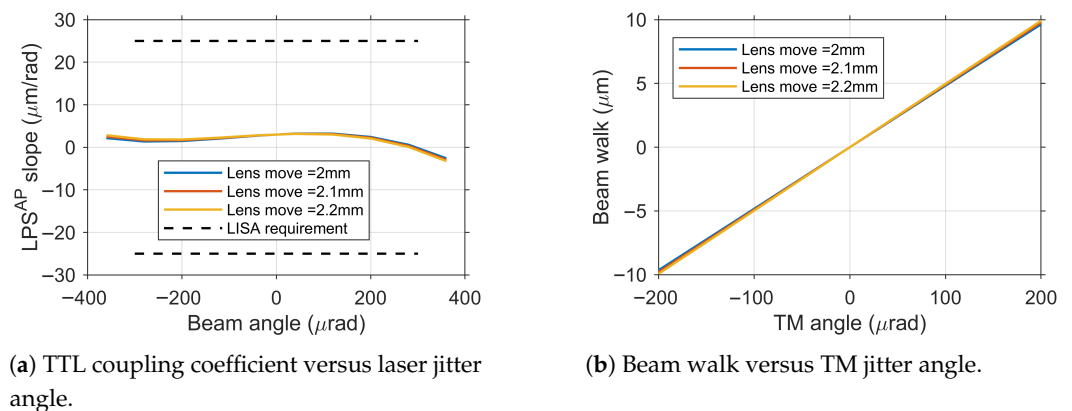 30
20
10
0
−10
−20
−30
LPS^AP slope (μm/rad)
Lens move =2mm
Lens move =2.1mm
Lens move =2.2mm
LISA requirement
−400
−200
0
200
400
Beam angle (μrad)
(a) TTL coupling coefficient versus laser jitter
angle.
10
5
0
−5
−10
Beam walk (μm)
Lens move =2mm
Lens move =2.1mm
Lens move =2.2mm
−200
−100
0
100
200
TM angle (μrad)
(b) Beam walk versus TM jitter angle.